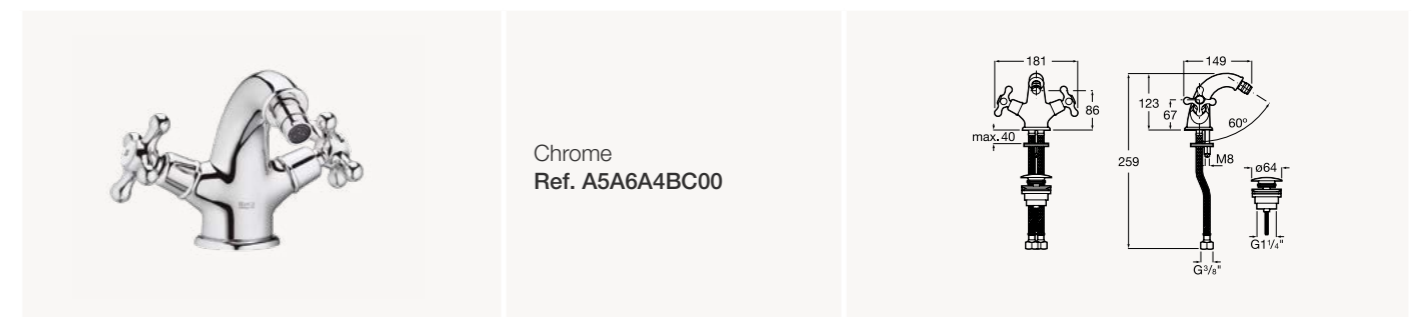 Chrome
Ref. A5A6A4BC00
181
86
max. 40
149
123
67
60º
259
M8
ø64
G1¼"
G³/₈"